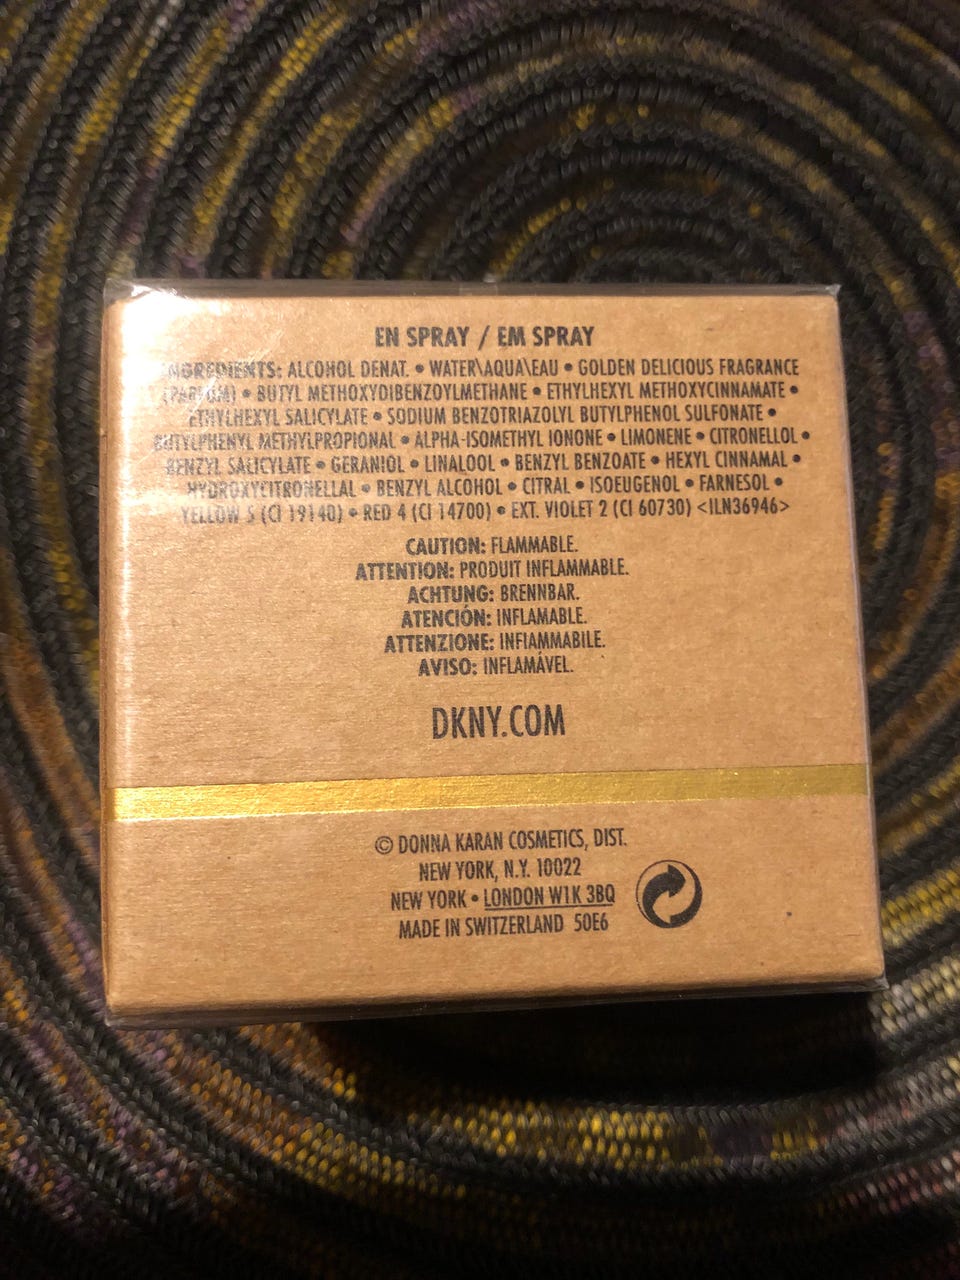 EN SPRAY / EM SPRAY
INGREDIENTS: ALCOHOL DENAT. • WATER\AQUA\EAU • GOLDEN DELICIOUS FRAGRANCE
(PARFUM) • BUTYL METHOXYDIBENZOYLMETHANE • ETHYLHEXYL METHOXYCINNAMATE •
ETHYLHEXYL SALICYLATE • SODIUM BENZOTRIAZOLYL BUTYLPHENOL SULFONATE •
BUTYLPHENYL METHYLPROPIONAL • ALPHA-ISOMETHYL IONONE • LIMONENE • CITRONELLOL •
BENZYL SALICYLATE • GERANIOL • LINALOOL • BENZYL BENZOATE • HEXYL CINNAMAL •
HYDROXYCITRONELLAL • BENZYL ALCOHOL • CITRAL • ISOEUGENOL • FARNESOL •
YELLOW 5 (CI 19140) • RED 4 (CI 14700) • EXT. VIOLET 2 (CI 60730) <ILN36946>
CAUTION: FLAMMABLE.
ATTENTION: PRODUIT INFLAMMABLE.
ACHTUNG: BRENNBAR.
ATENCIÓN: INFLAMABLE.
ATTENZIONE: INFIAMMABILE.
AVISO: INFLAMÁVEL.
DKNY.COM
© DONNA KARAN COSMETICS, DIST.
NEW YORK, N.Y. 10022
NEW YORK • LONDON W1K 3BQ
MADE IN SWITZERLAND 50E6